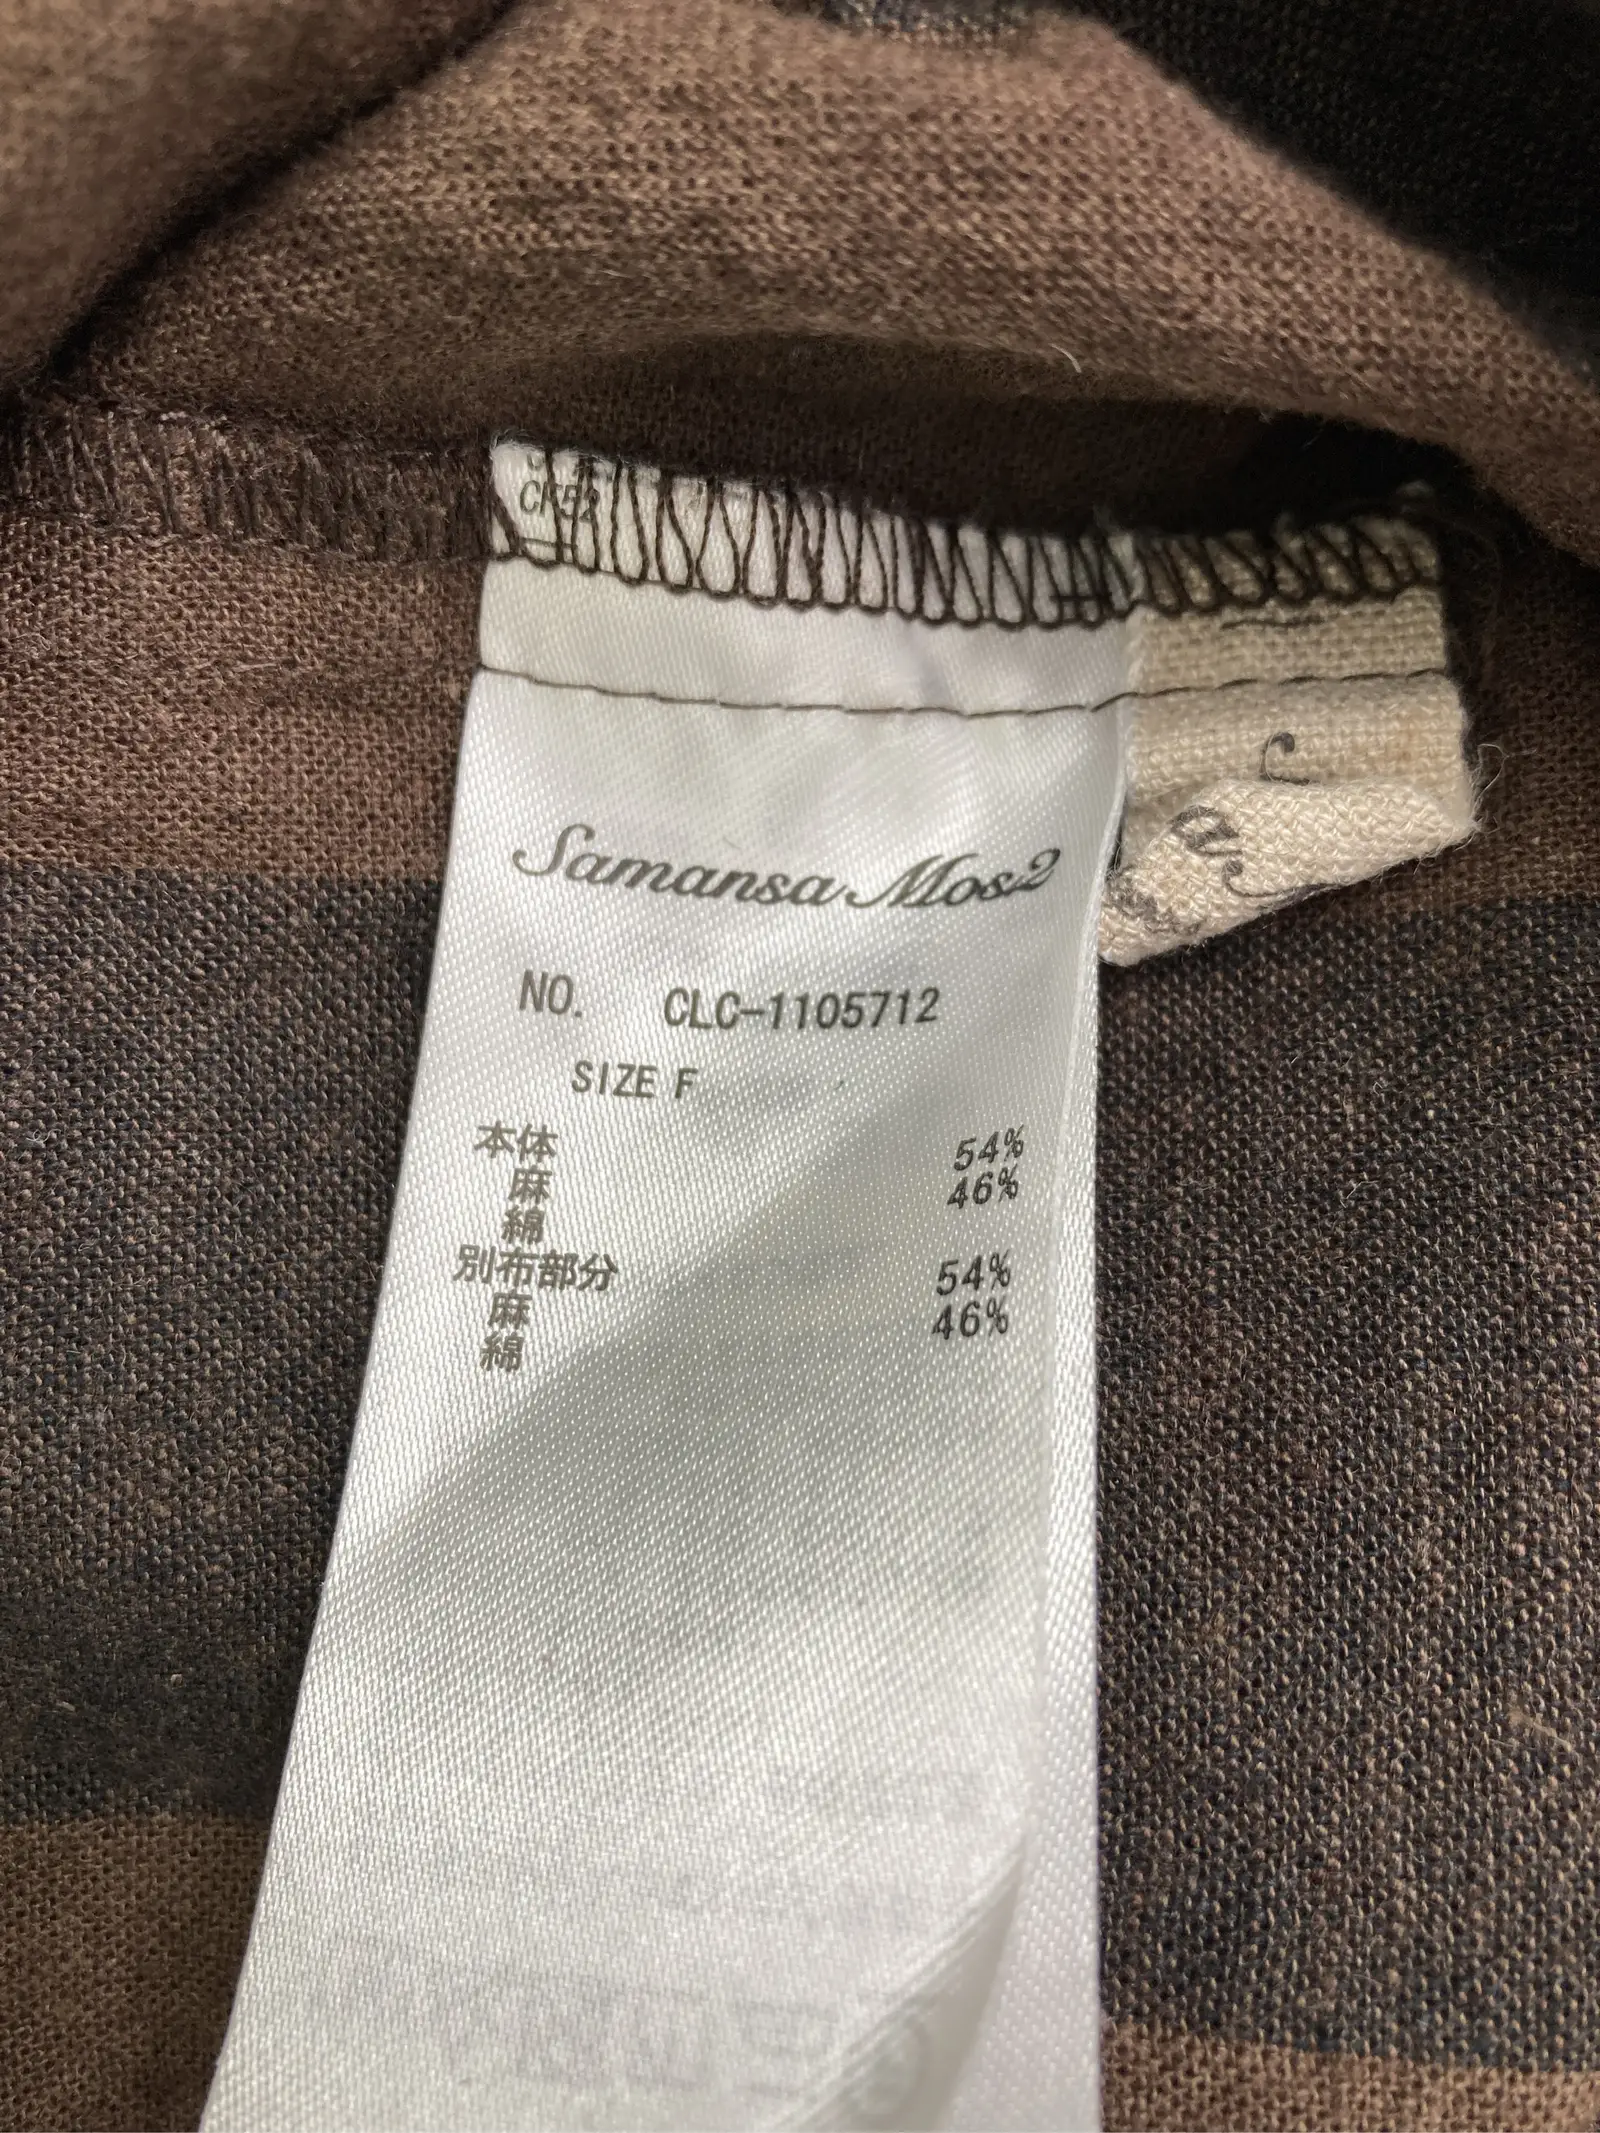 CF52
Samansa Mos2
NO. CLC-1105712
SIZE F
本体
麻 54%
綿 46%
別布部分
麻 54%
綿 46%